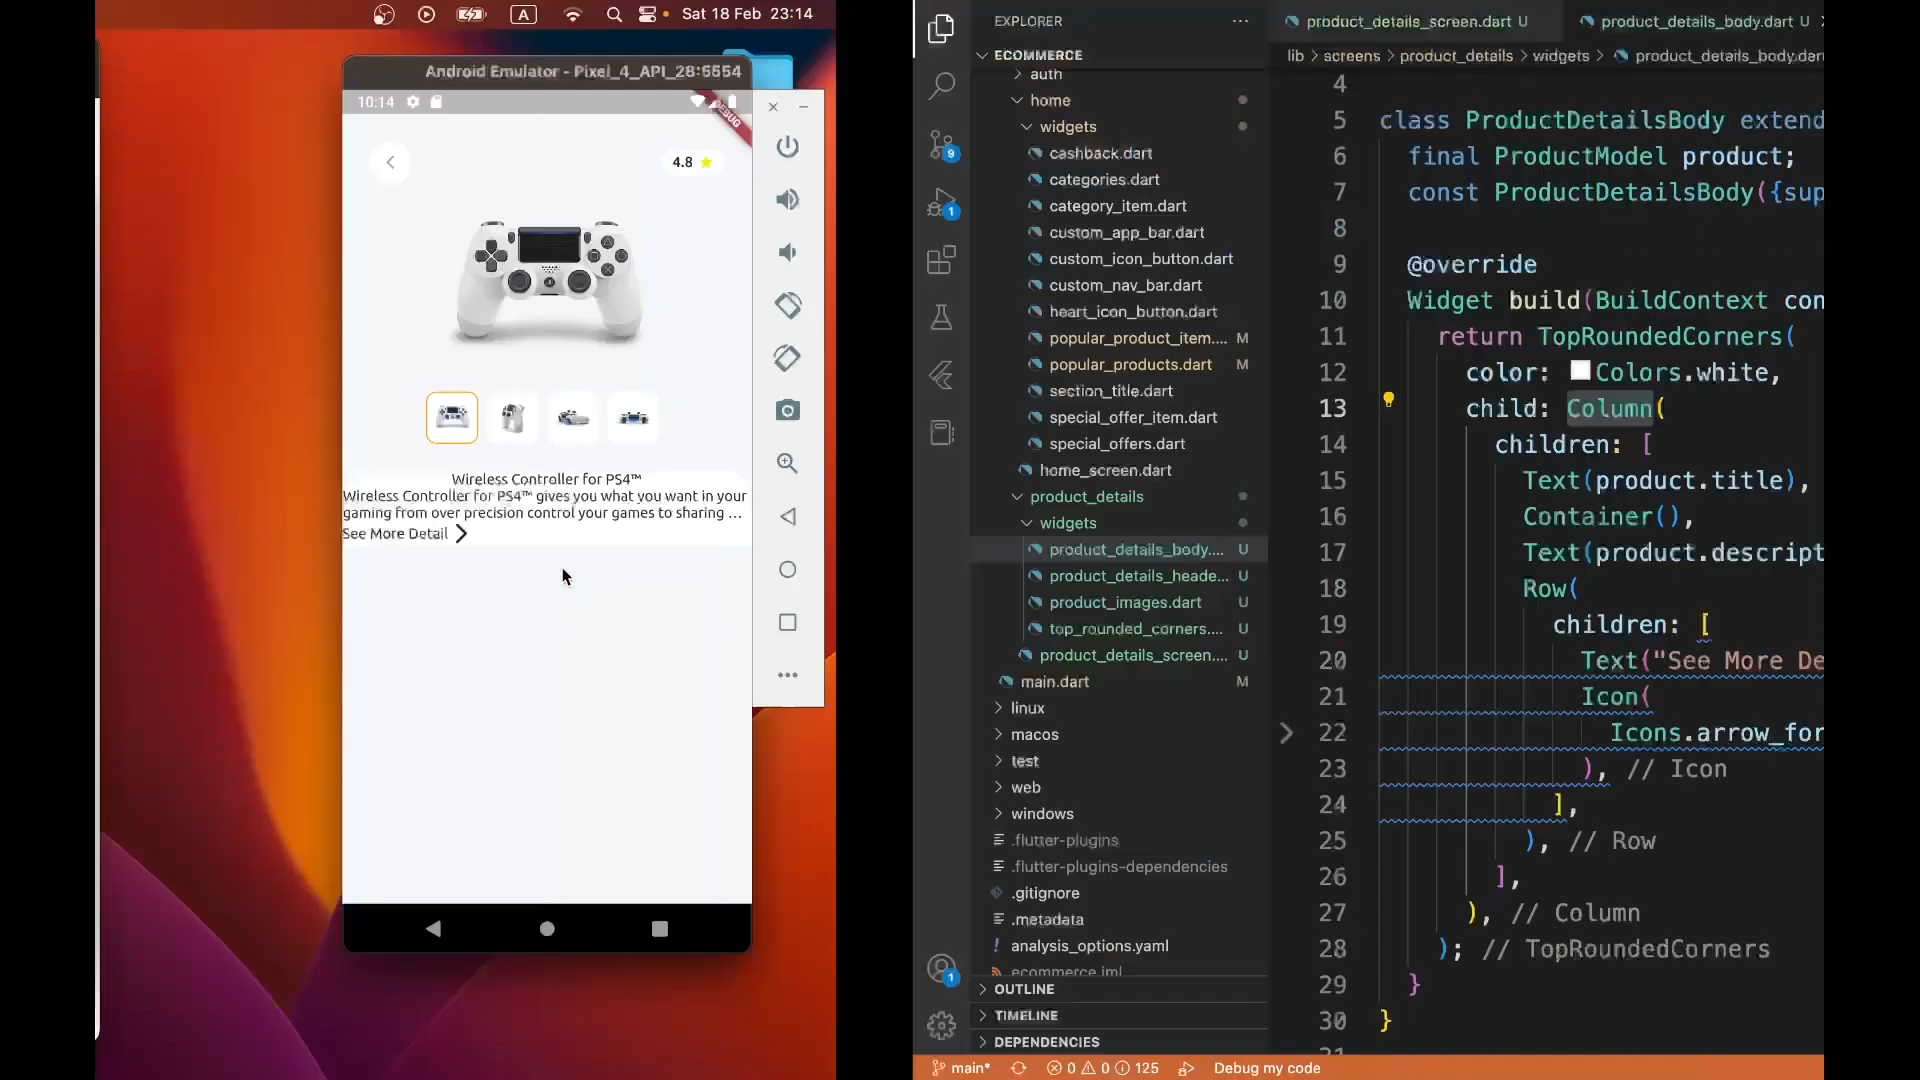 A
Sat 18 Feb 23:14
Android Emulator - Pixel_4_API_28:5554
10:14
DEBUG
4.8
Wireless Controller for PS4™
Wireless Controller for PS4™ gives you what you want in your
gaming from over precision control your games to sharing …
See More Detail
EXPLORER
ECOMMERCE
auth
home
widgets
cashback.dart
categories.dart
category_item.dart
custom_app_bar.dart
custom_icon_button.dart
custom_nav_bar.dart
heart_icon_button.dart
popular_product_item.... M
popular_products.dart M
section_title.dart
special_offer_item.dart
special_offers.dart
home_screen.dart
product_details
widgets
product_details_body.... U
product_details_heade... U
product_images.dart U
top_rounded_corners.... U
product_details_screen.... U
main.dart M
linux
macos
test
web
windows
.flutter-plugins
.flutter-plugins-dependencies
.gitignore
.metadata
analysis_options.yaml
ecommerce.iml
OUTLINE
TIMELINE
DEPENDENCIES
9
1
1
product_details_screen.dart U
product_details_body.dart U
lib > screens > product_details > widgets > product_details_body.dart
4
5 class ProductDetailsBody extend
6 final ProductModel product;
7 const ProductDetailsBody({sup
8
9 @override
10 Widget build(BuildContext con
11 return TopRoundedCorners(
12 color: Colors.white,
13 child: Column(
14 children: [
15 Text(product.title),
16 Container(),
17 Text(product.descript
18 Row(
19 children: [
20 Text("See More De
21 Icon(
22 Icons.arrow_for
23 ), // Icon
24 ],
25 ), // Row
26 ],
27 ), // Column
28 ); // TopRoundedCorners
29 }
30 }
31
main* 0 0 125 Debug my code